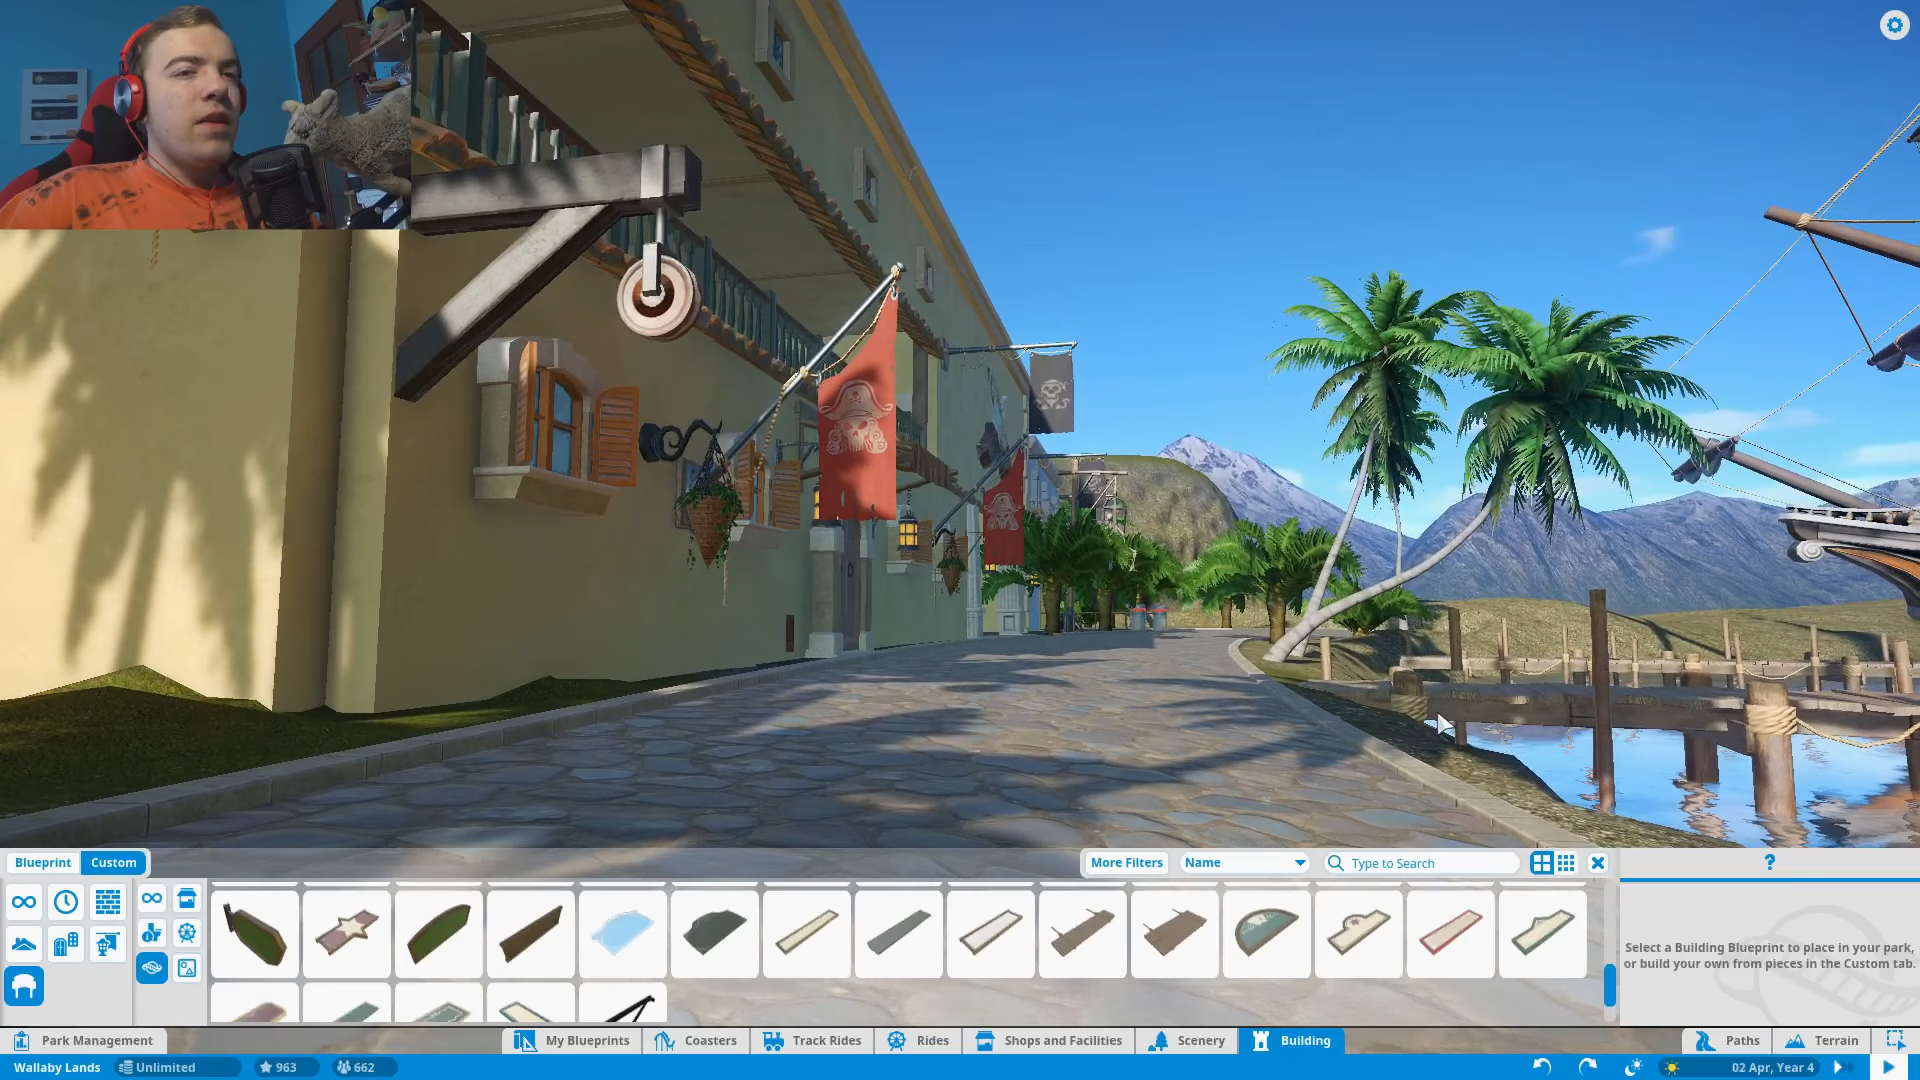 Blueprint Custom
More Filters Name Type to Search ?
Select a Building Blueprint to place in your park,
or build your own from pieces in the Custom tab.
Park Management My Blueprints Coasters Track Rides Rides Shops and Facilities Scenery Building Paths Terrain
Wallaby Lands Unlimited 963 662 02 Apr, Year 4